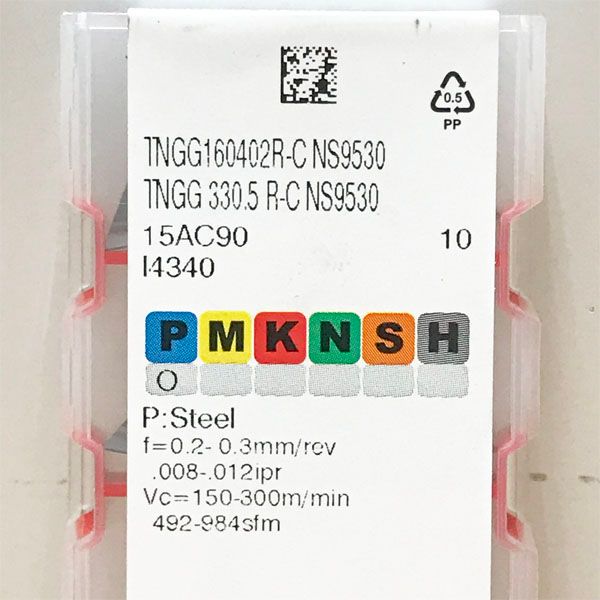 0.5
PP
TNGG160402R-C NS9530
TNGG 330.5 R-C NS9530
15AC90 10
I4340
P M K N S H
O
P:Steel
f=0.2- 0.3mm/rev
.008-.012ipr
Vc=150-300m/min
492-984sfm